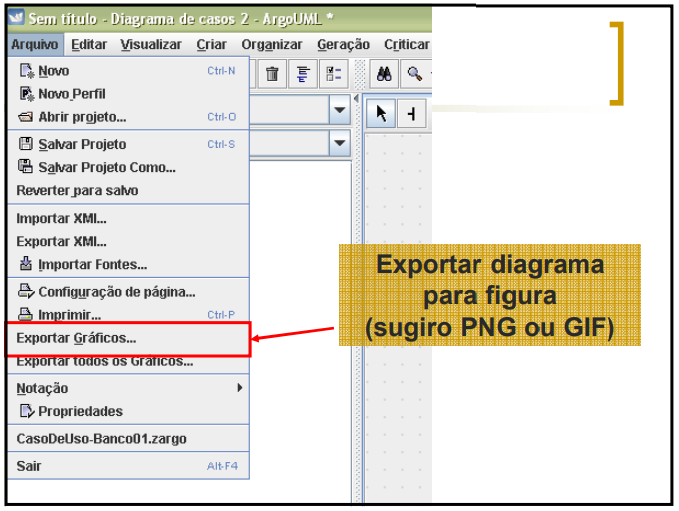 Sem título - Diagrama de casos 2 - ArgoUML *
Arquivo Editar Visualizar Criar Organizar Geração Criticar
Novo Ctrl-N
Novo Perfil
Abrir projeto... Ctrl-O
Salvar Projeto Ctrl-S
Salvar Projeto Como...
Reverter para salvo
Importar XMI...
Exportar XMI...
Importar Fontes...
Configuração de página...
Imprimir... Ctrl-P
Exportar Gráficos...
Exportar todos os Gráficos...
Notação
Propriedades
CasoDeUso-Banco01.zargo
Sair Alt-F4
Exportar diagrama
para figura
(sugiro PNG ou GIF)